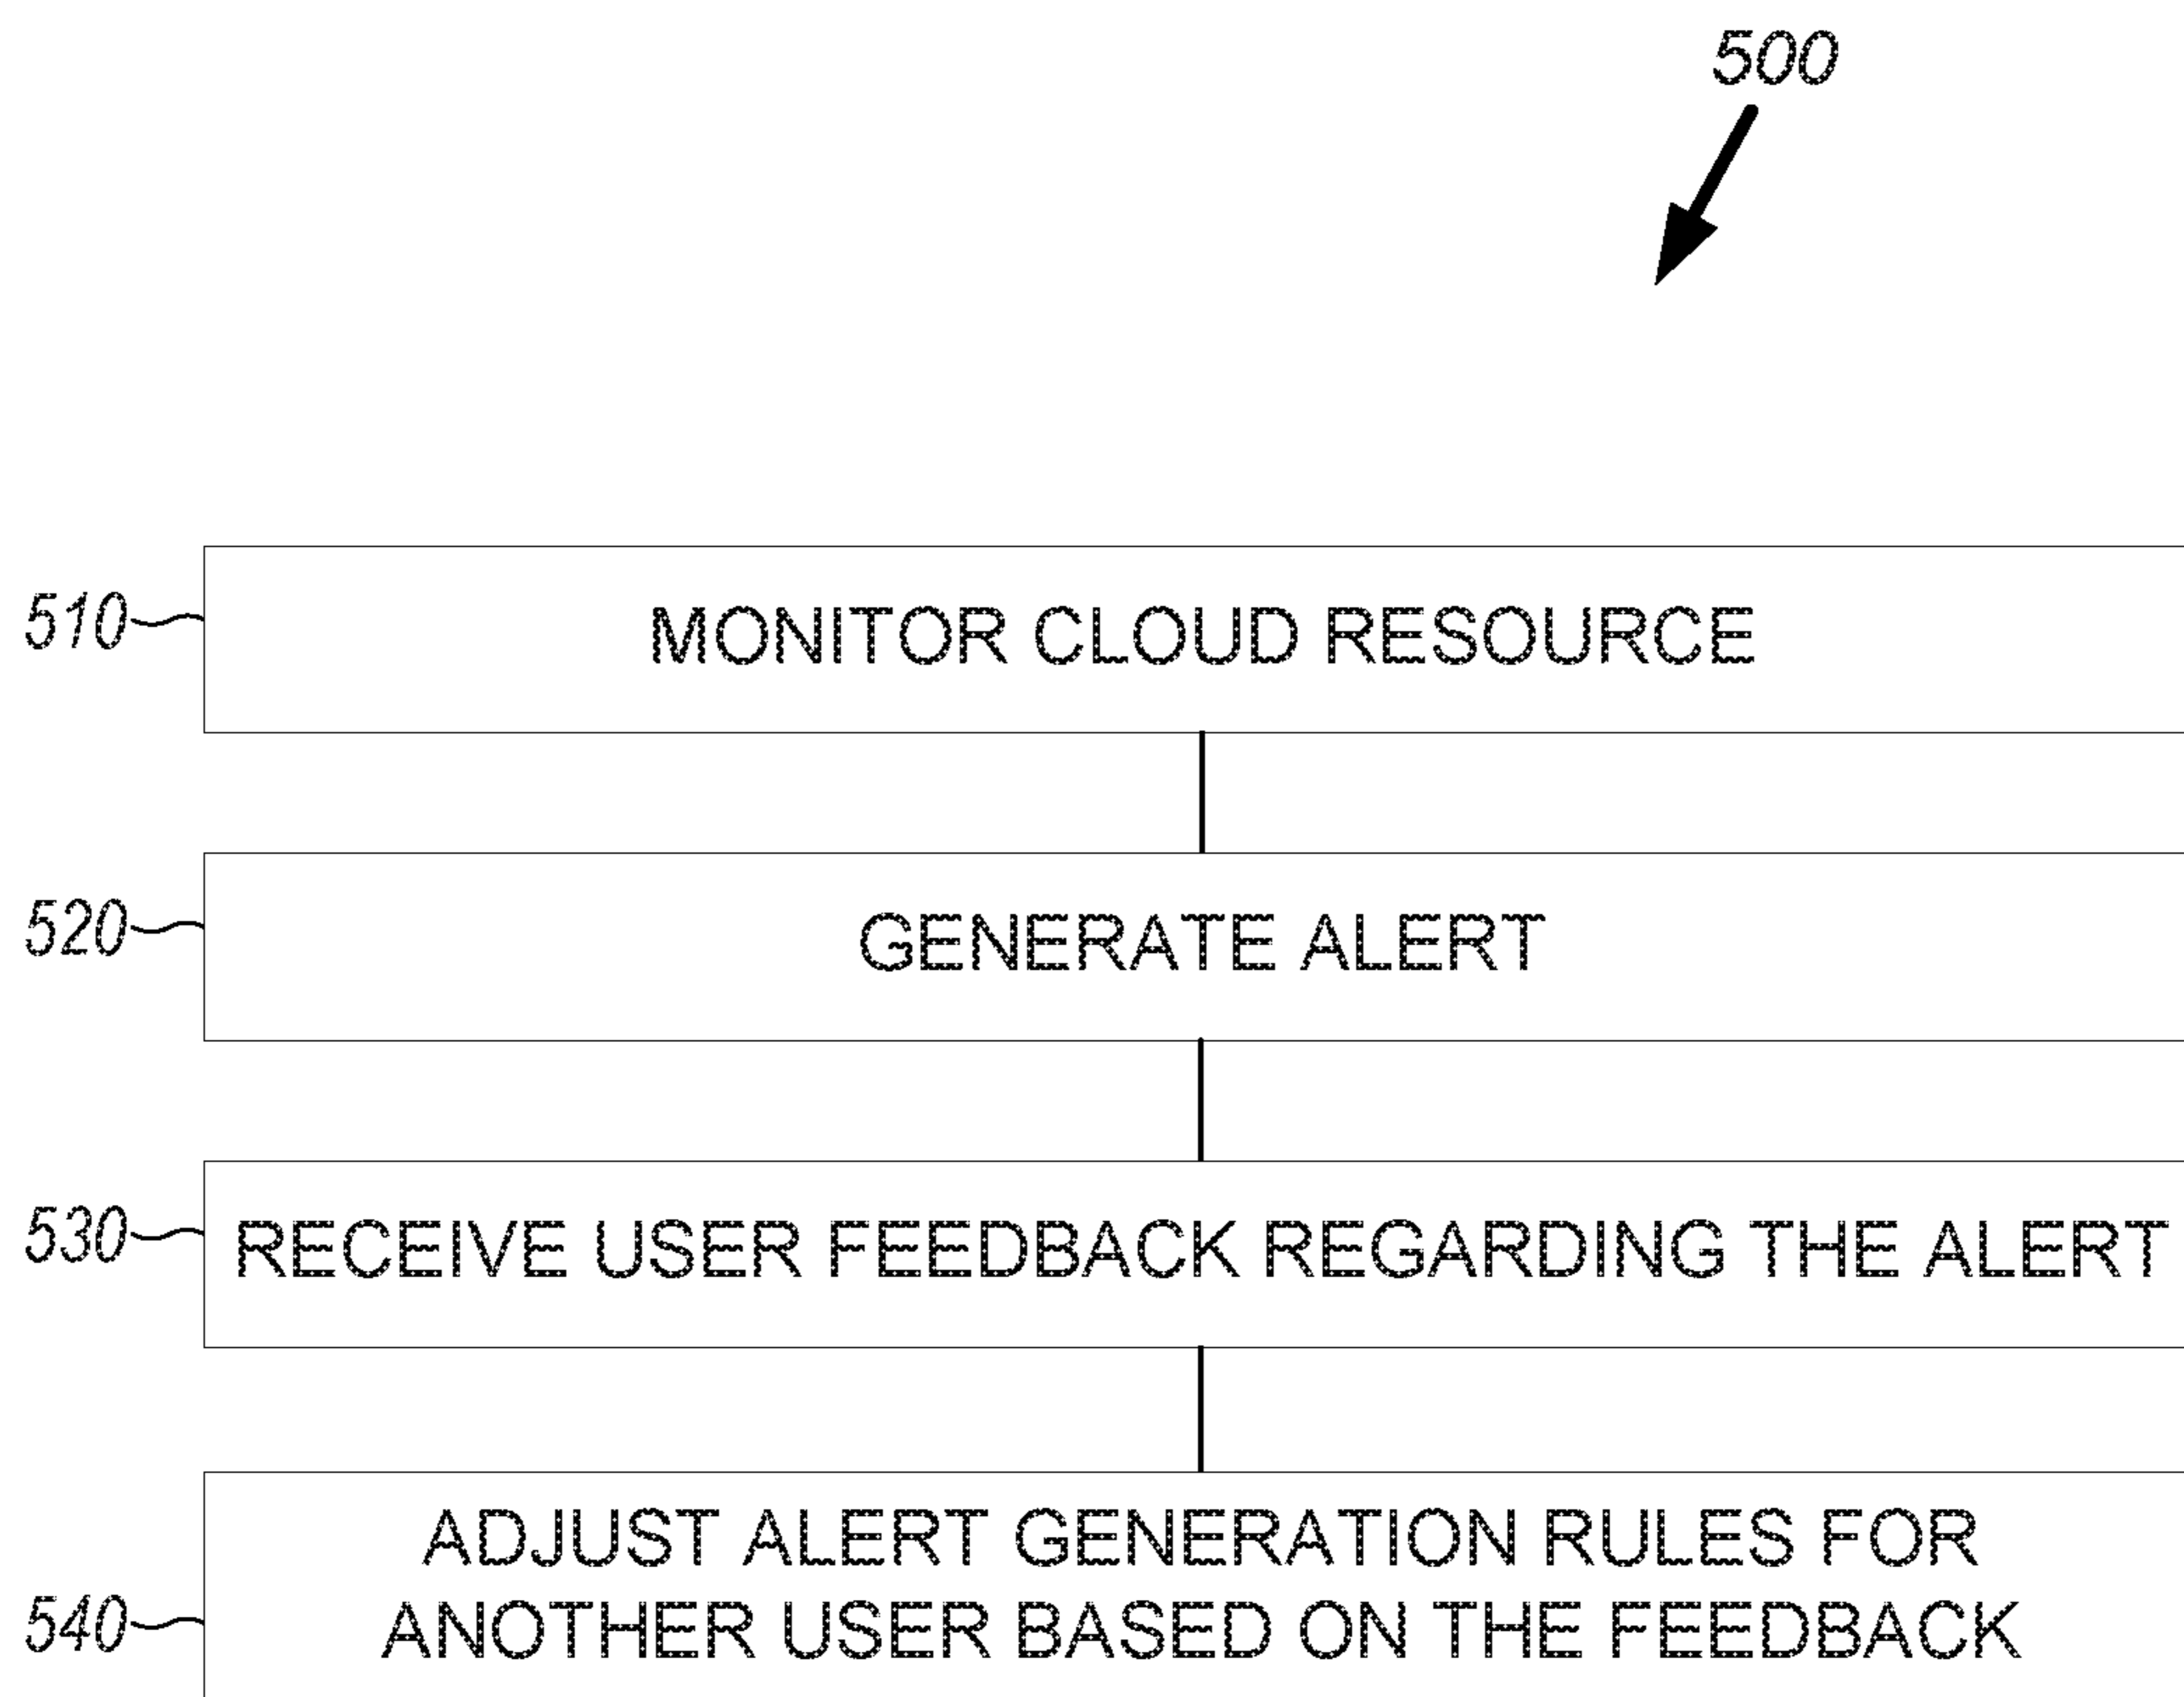 500
510
MONITOR CLOUD RESOURCE
520
GENERATE ALERT
530
RECEIVE USER FEEDBACK REGARDING THE ALERT
540
ADJUST ALERT GENERATION RULES FOR
ANOTHER USER BASED ON THE FEEDBACK